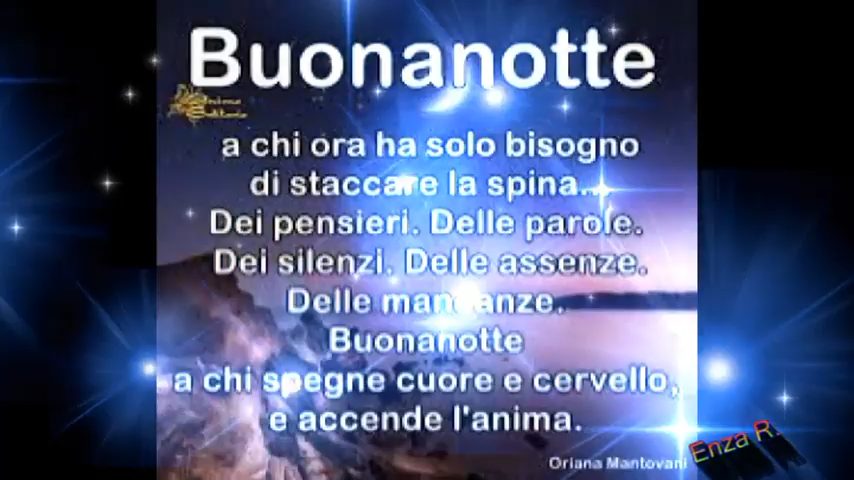 Buonanotte
a chi ora ha solo bisogno
di staccare la spina...
Dei pensieri. Delle parole.
Dei silenzi. Delle assenze.
Delle mancanze.
Buonanotte
a chi spegne cuore e cervello,
e accende l'anima.
Oriana Mantovani
Enza R.